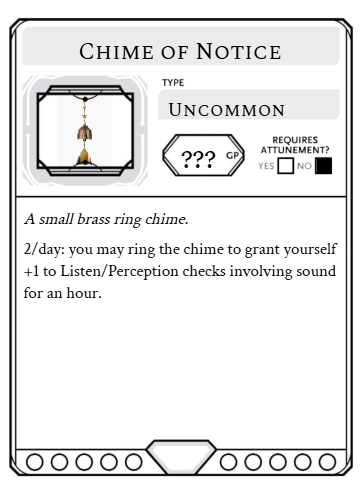 CHIME OF NOTICE
TYPE
UNCOMMON
??? GP
REQUIRES
ATTUNEMENT?
YES NO
A small brass ring chime.
2/day: you may ring the chime to grant yourself
+1 to Listen/Perception checks involving sound
for an hour.